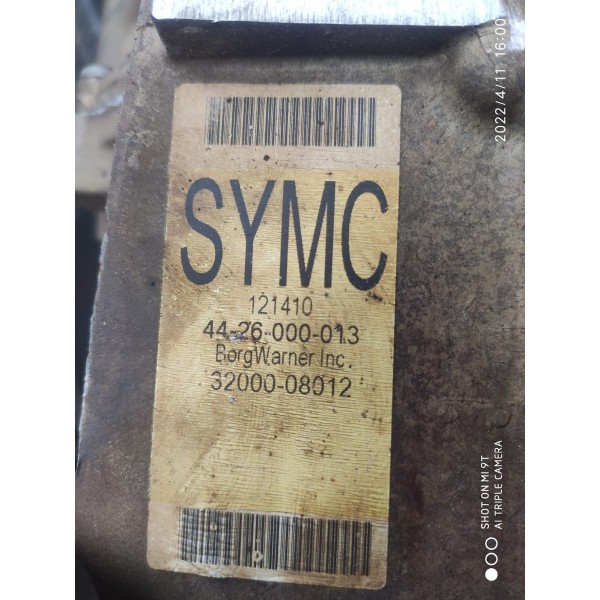 SYMC
121410
44-26-000-013
BorgWarner Inc.
32000-08012
2022/4/11 16:00
SHOT ON MI 9T
AI TRIPLE CAMERA